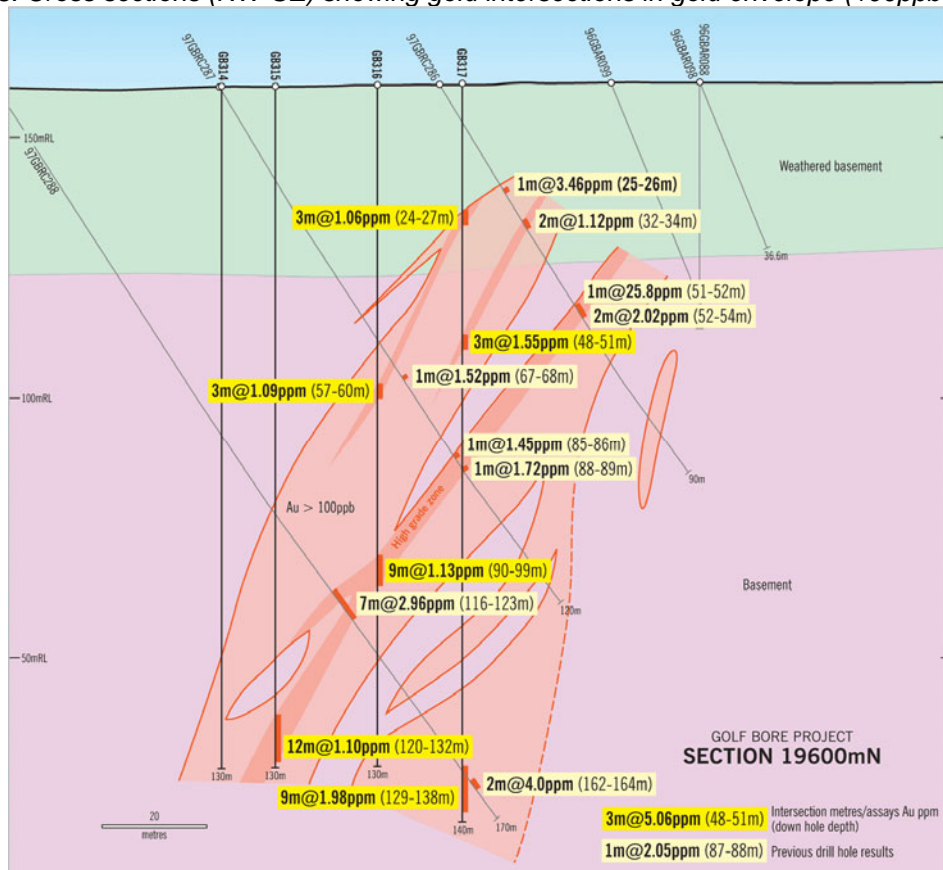 97GBRC287
GB314
GB315
GB316
97GBRC286
GB317
96GBAR099
96GBAR098
96GBAR088
150mRL
97GBRC288
Weathered basement
1m@3.46ppm (25-26m)
3m@1.06ppm (24-27m)
2m@1.12ppm (32-34m)
36.6m
1m@25.8ppm (51-52m)
2m@2.02ppm (52-54m)
3m@1.55ppm (48-51m)
1m@1.52ppm (67-68m)
3m@1.09ppm (57-60m)
100mRL
1m@1.45ppm (85-86m)
1m@1.72ppm (88-89m)
90m
Au > 100ppb
High grade zone
9m@1.13ppm (90-99m)
7m@2.96ppm (116-123m)
120m
Basement
50mRL
12m@1.10ppm (120-132m)
130m
130m
130m
9m@1.98ppm (129-138m)
2m@4.0ppm (162-164m)
140m
170m
20
metres
GOLF BORE PROJECT
SECTION 19600mN
3m@5.06ppm (48-51m)
Intersection metres/assays Au ppm
(down hole depth)
1m@2.05ppm (87-88m)
Previous drill hole results